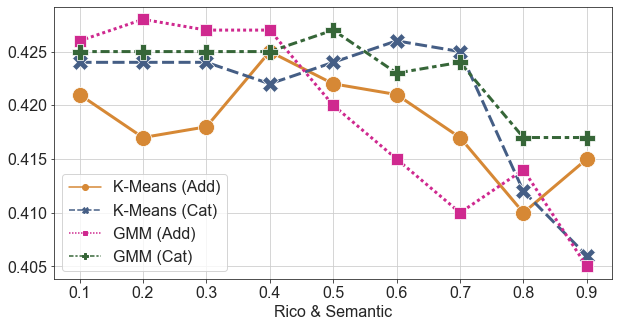 0.425
0.420
0.415
0.410
0.405
K-Means (Add)
K-Means (Cat)
GMM (Add)
GMM (Cat)
0.1 0.2 0.3 0.4 0.5 0.6 0.7 0.8 0.9
Rico & Semantic